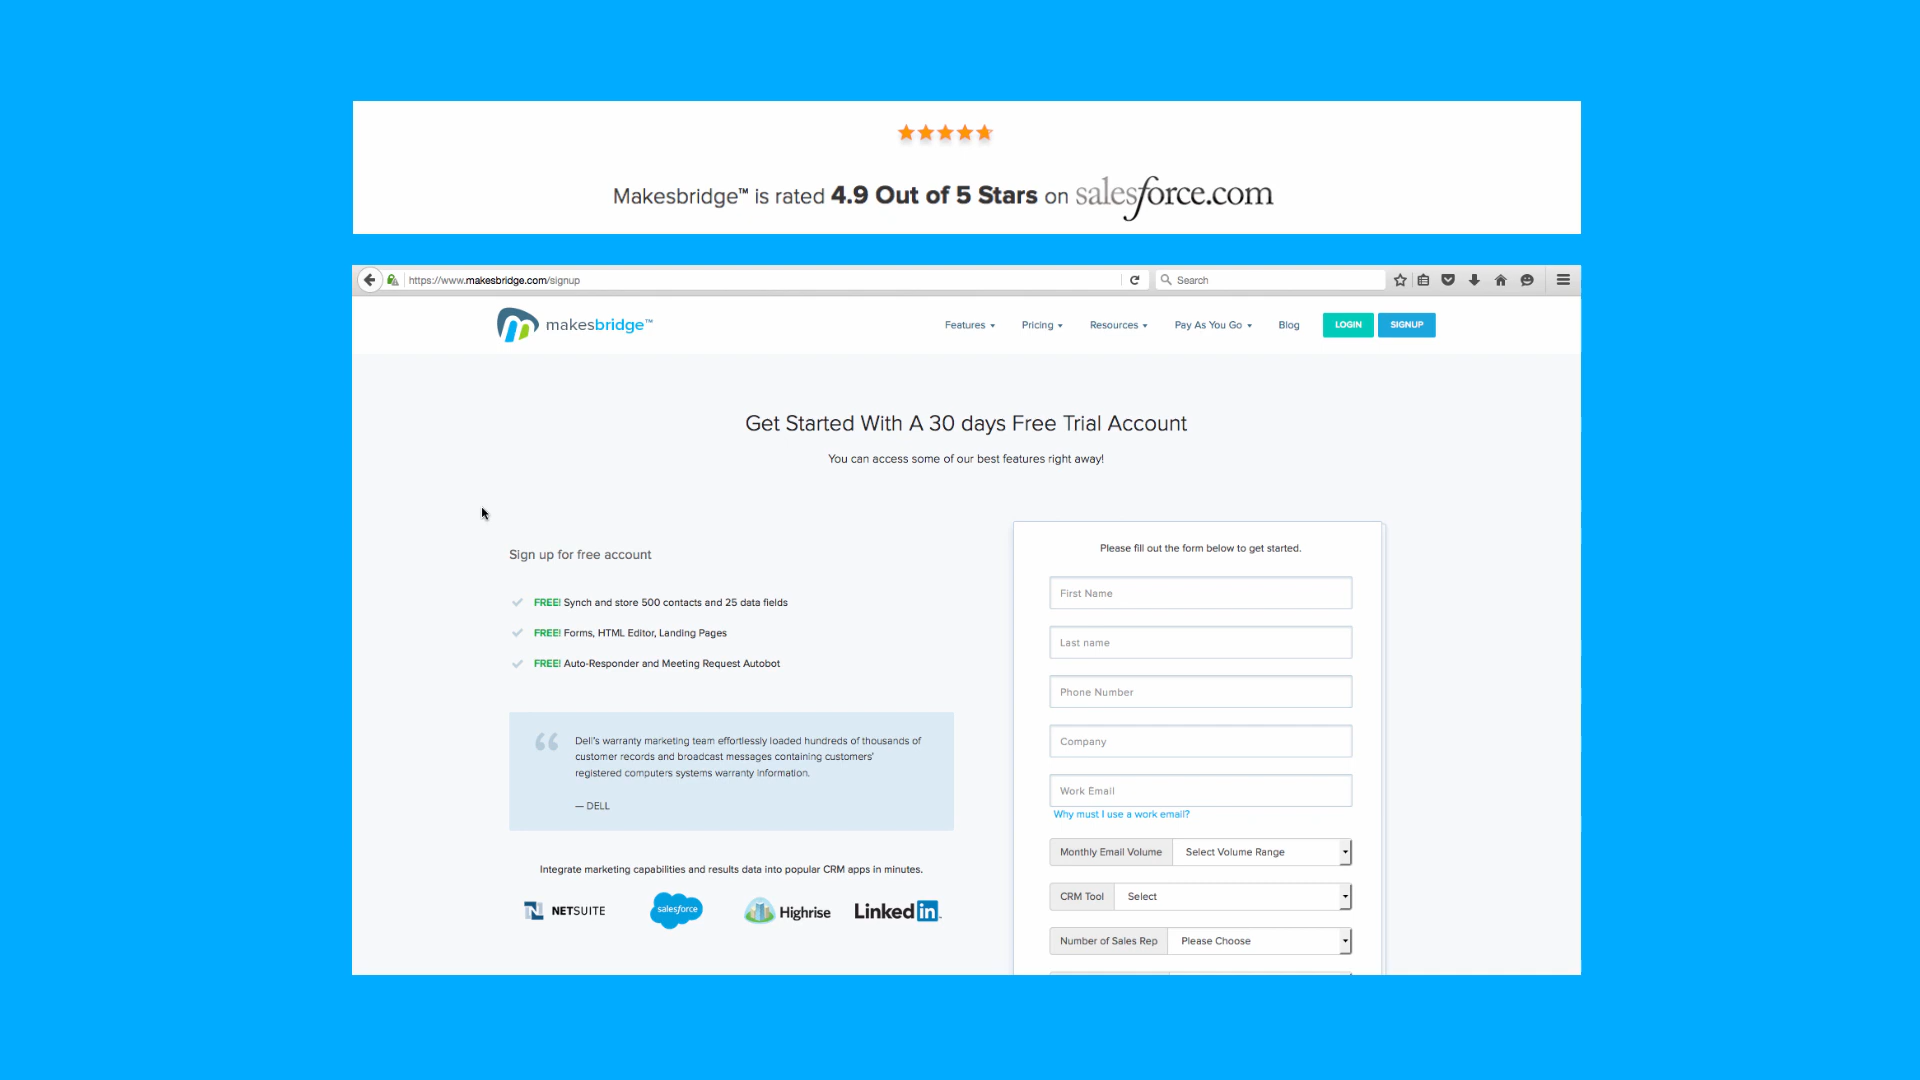 Makesbridge™ is rated 4.9 Out of 5 Stars on salesforce.com
https://www.makesbridge.com/signup
Search
makesbridge™
Features
Pricing
Resources
Pay As You Go
Blog
LOGIN
SIGNUP
Get Started With A 30 days Free Trial Account
You can access some of our best features right away!
Sign up for free account
FREE! Synch and store 500 contacts and 25 data fields
FREE! Forms, HTML Editor, Landing Pages
FREE! Auto-Responder and Meeting Request Autobot
“ Dell's warranty marketing team effortlessly loaded hundreds of thousands of
customer records and broadcast messages containing customers'
registered computers systems warranty information.
— DELL
Integrate marketing capabilities and results data into popular CRM apps in minutes.
NETSUITE
salesforce
Highrise
Linked in
Please fill out the form below to get started.
First Name
Last name
Phone Number
Company
Work Email
Why must I use a work email?
Monthly Email Volume Select Volume Range
CRM Tool Select
Number of Sales Rep Please Choose